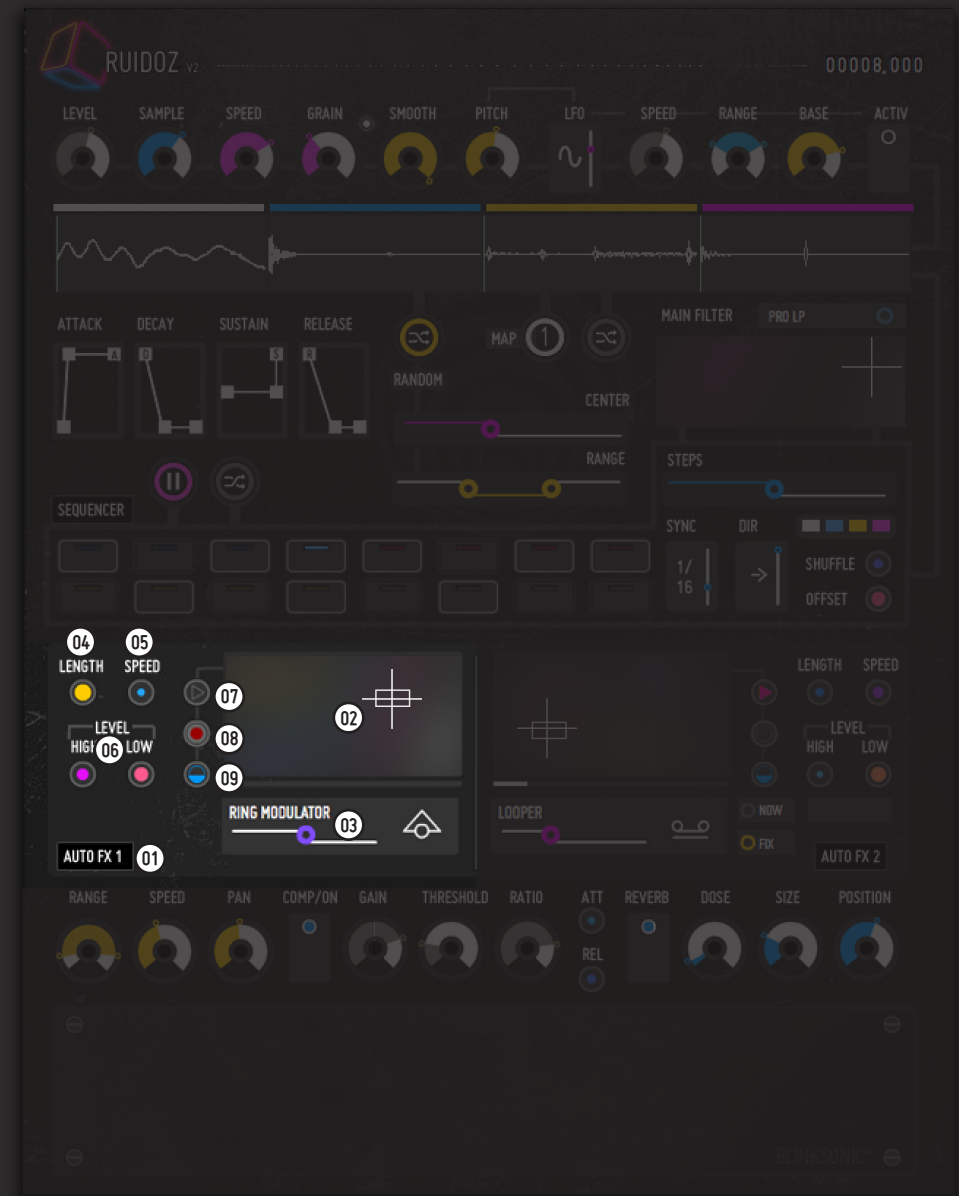 RUIDOZ V2
00008.000
LEVEL SAMPLE SPEED GRAIN SMOOTH PITCH LFO SPEED RANGE BASE ACTIV
ATTACK DECAY SUSTAIN RELEASE
A D S R
MAP 1
RANDOM
MAIN FILTER PRO LP
CENTER
RANGE
STEPS
SEQUENCER
SYNC DIR
1/
16
SHUFFLE
OFFSET
04 05
LENGTH SPEED
LEVEL
HIGH 06 LOW
07
08
09
02
RING MODULATOR 03
AUTO FX 1 01
LOOPER
NOW
FIX
LENGTH SPEED
LEVEL
HIGH LOW
AUTO FX 2
RANGE SPEED PAN COMP/ON GAIN THRESHOLD RATIO ATT REVERB DOSE SIZE POSITION
REL
BLINKSONIC°